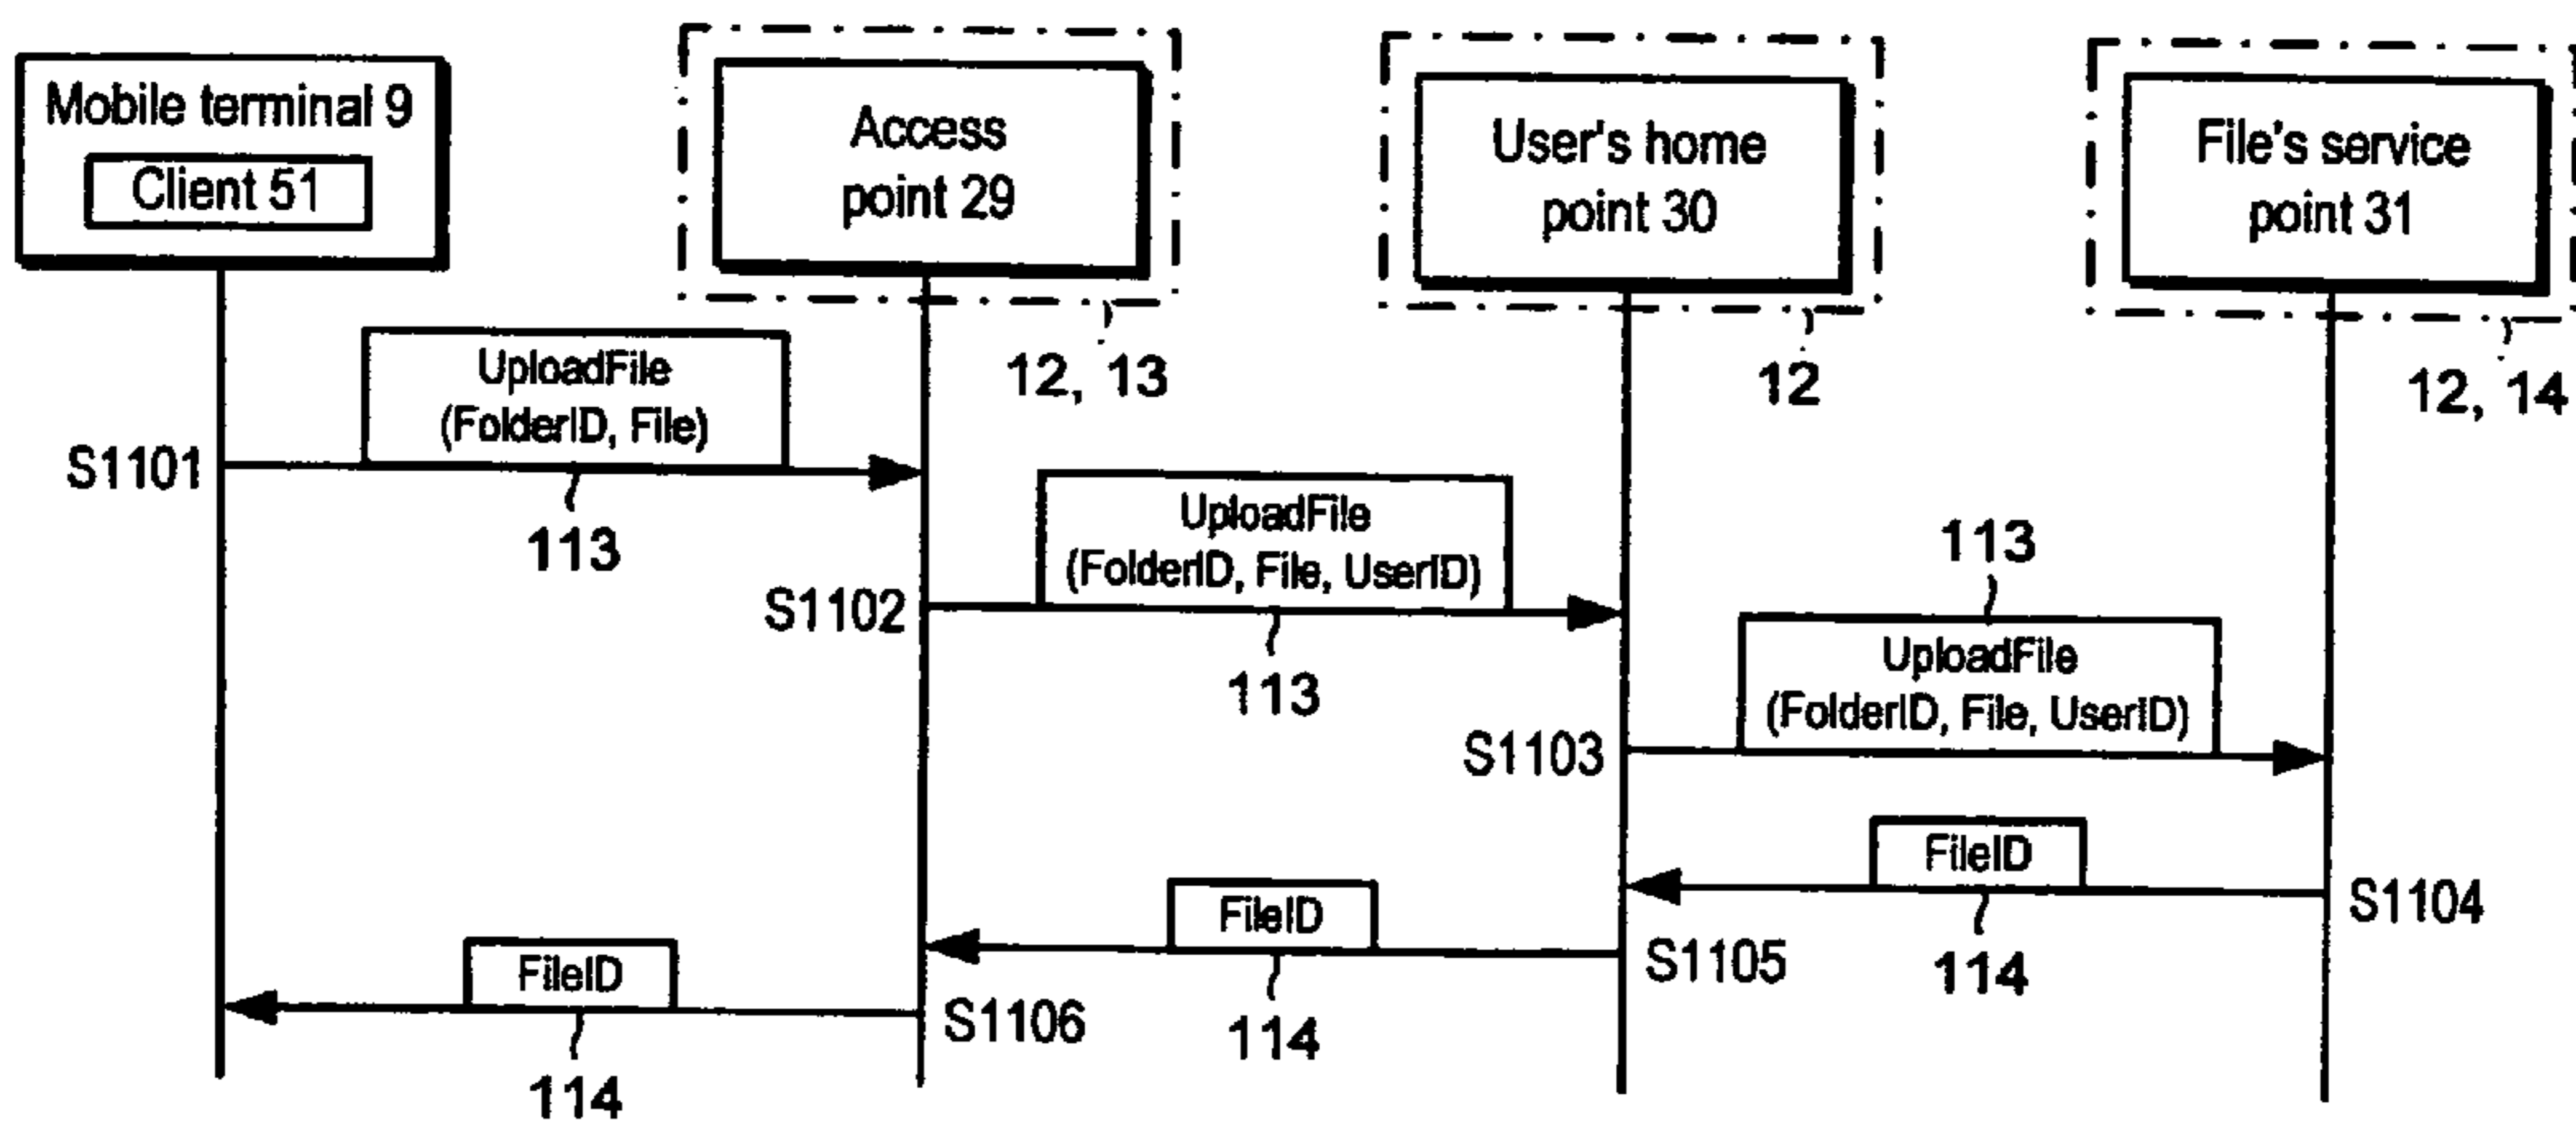 Mobile terminal 9
Client 51
Access
point 29
User's home
point 30
File's service
point 31
12, 13
12
12, 14
UploadFile
(FolderID, File)
S1101
113
UploadFile
(FolderID, File, UserID)
S1102
113
113
UploadFile
(FolderID, File, UserID)
S1103
FileID
S1104
114
FileID
S1105
114
FileID
S1106
114